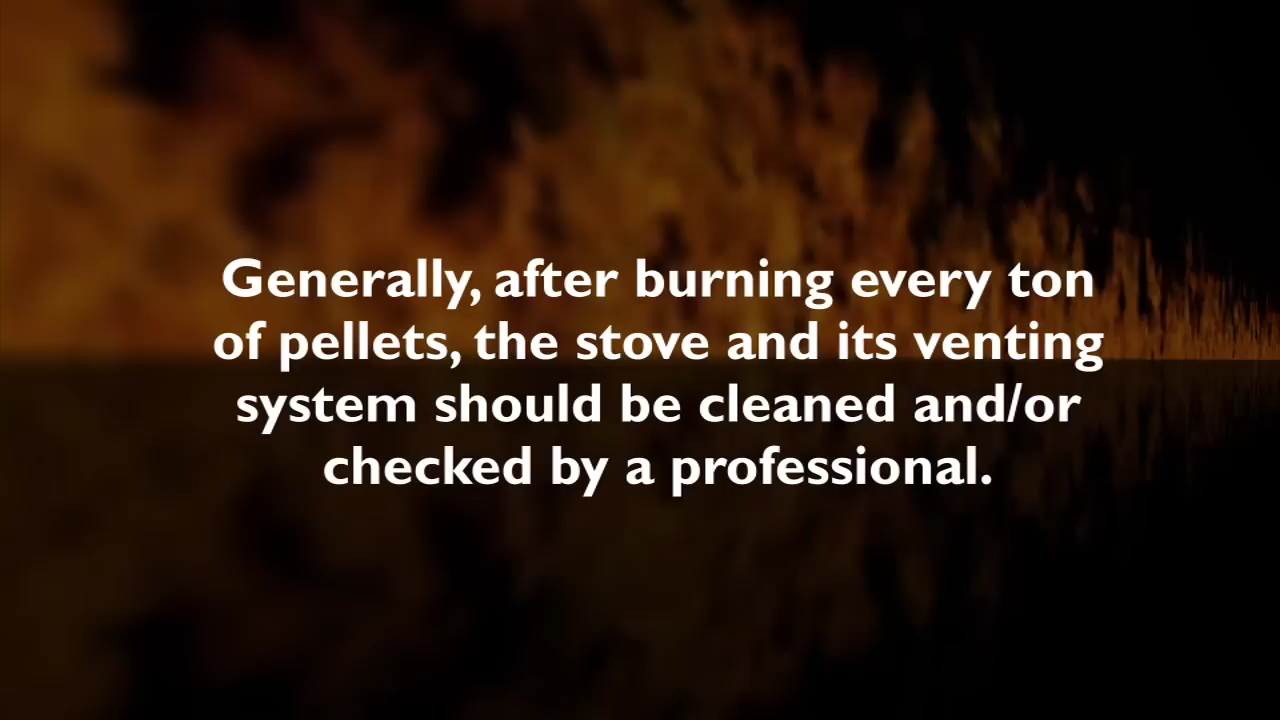 Generally, after burning every ton
of pellets, the stove and its venting
system should be cleaned and/or
checked by a professional.